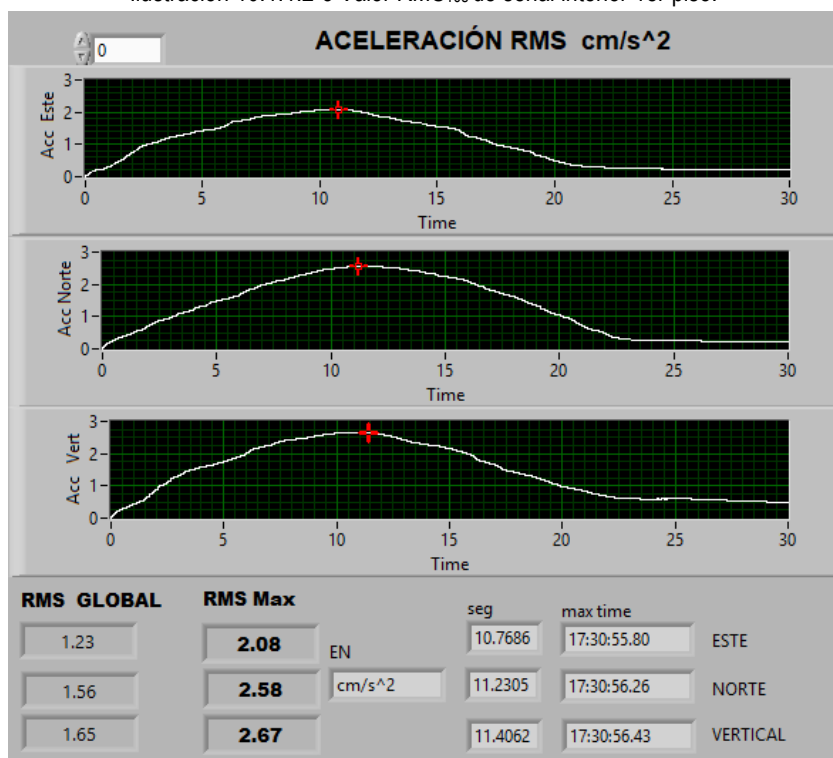 ACELERACIÓN RMS cm/s^2
0
Acc Este
3
2
1
0
0 5 10 15 20 25 30
Time
Acc Norte
3
2
1
0
0 5 10 15 20 25 30
Time
Acc Vert
3
2
1
0
0 5 10 15 20 25 30
Time
RMS GLOBAL RMS Max seg max time
1.23 2.08 EN 10.7686 17:30:55.80 ESTE
1.56 2.58 cm/s^2 11.2305 17:30:56.26 NORTE
1.65 2.67 11.4062 17:30:56.43 VERTICAL